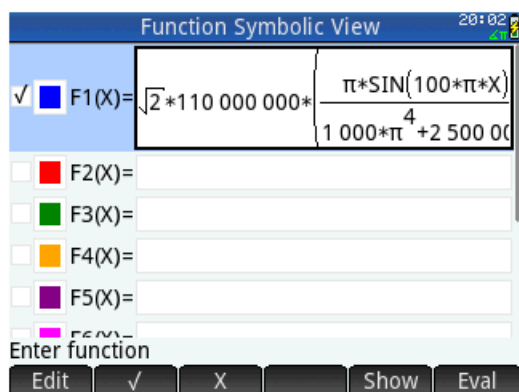 Function Symbolic View 20:02
∡π
√ F1(X)= √2*110 000 000*( π*SIN(100*π*X)
1 000*π^4+2 500 00
F2(X)=
F3(X)=
F4(X)=
F5(X)=
Enter function
Edit √ X Show Eval